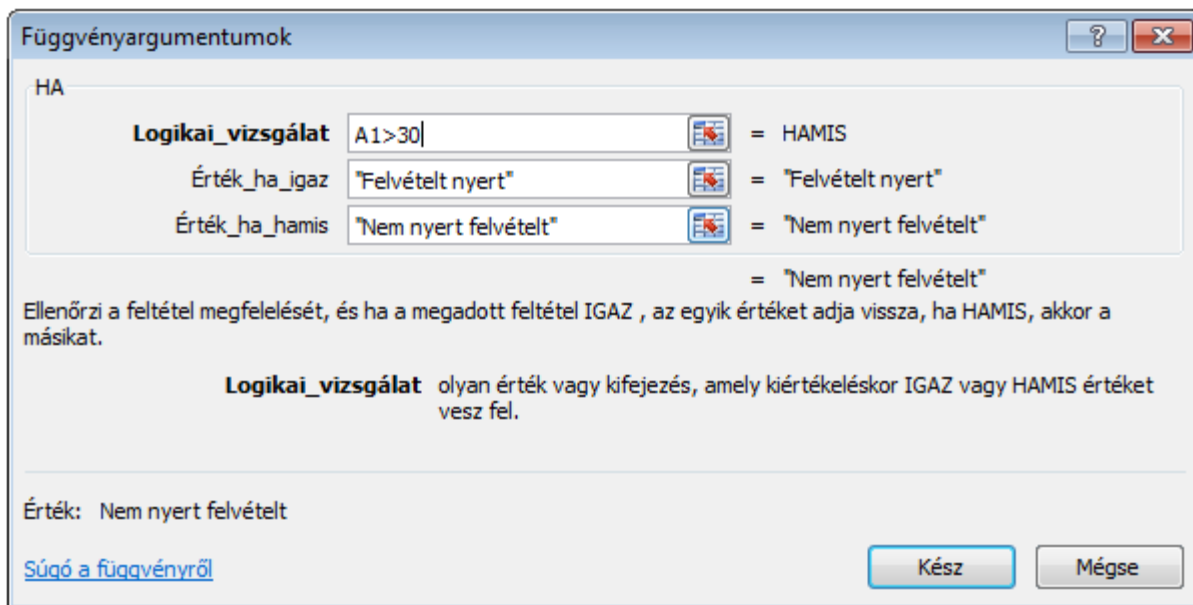 Függvényargumentumok
HA
Logikai_vizsgálat A1>30 = HAMIS
Érték_ha_igaz "Felvételt nyert" = "Felvételt nyert"
Érték_ha_hamis "Nem nyert felvételt" = "Nem nyert felvételt"
= "Nem nyert felvételt"
Ellenőrzi a feltétel megfelelését, és ha a megadott feltétel IGAZ , az egyik értéket adja vissza, ha HAMIS, akkor a
másikat.
Logikai_vizsgálat olyan érték vagy kifejezés, amely kiértékeléskor IGAZ vagy HAMIS értéket
vesz fel.
Érték: Nem nyert felvételt
Súgó a függvényről
Kész Mégse